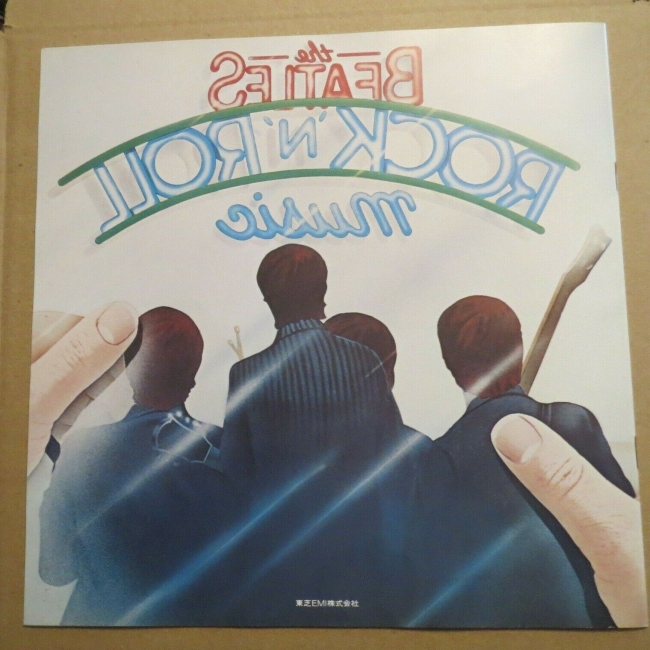 the
BEATLES
ROCK 'N' ROLL
music
東芝EMI株式会社